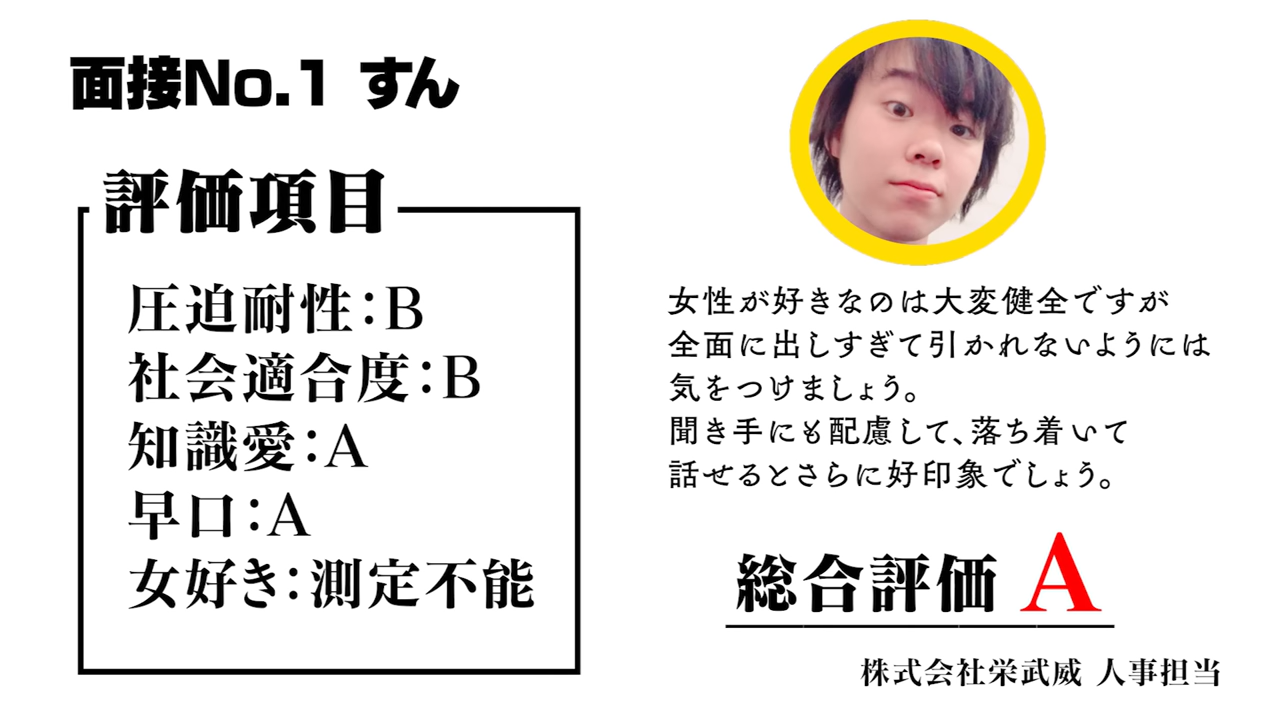 面接No.1 すん
評価項目
圧迫耐性：B
社会適合度：B
知識愛：A
早口：A
女好き：測定不能
女性が好きなのは大変健全ですが
全面に出しすぎて引かれないようには
気をつけましょう。
聞き手にも配慮して、落ち着いて
話せるとさらに好印象でしょう。
総合評価 A
株式会社栄武威 人事担当